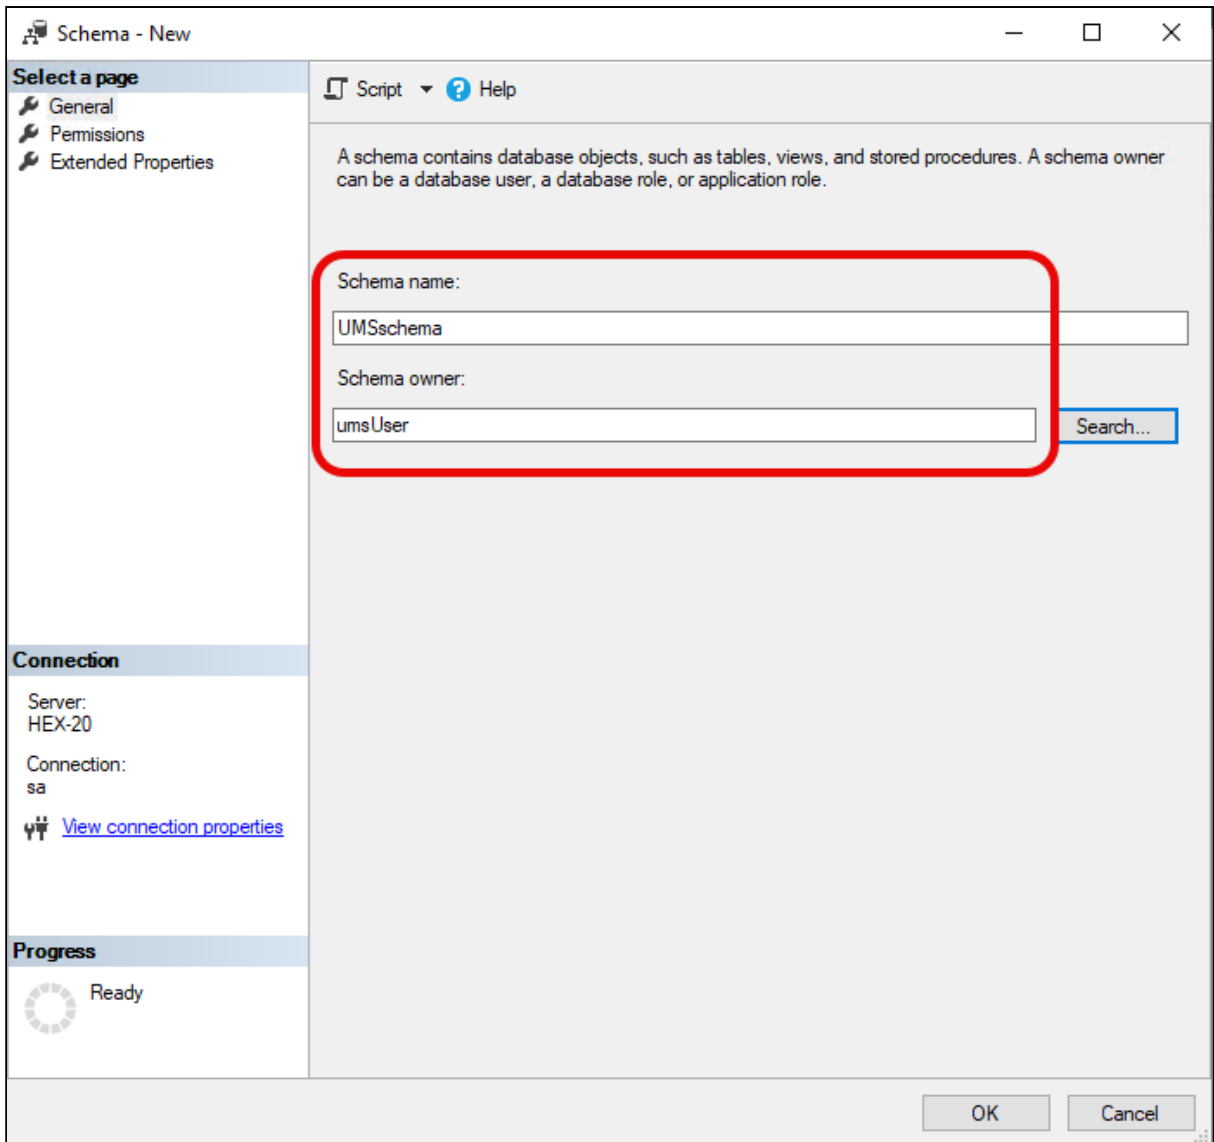 Schema - New
Select a page
General
Permissions
Extended Properties
Script
Help
A schema contains database objects, such as tables, views, and stored procedures. A schema owner
can be a database user, a database role, or application role.
Schema name:
UMSschema
Schema owner:
umsUser
Search...
Connection
Server:
HEX-20
Connection:
sa
View connection properties
Progress
Ready
OK
Cancel